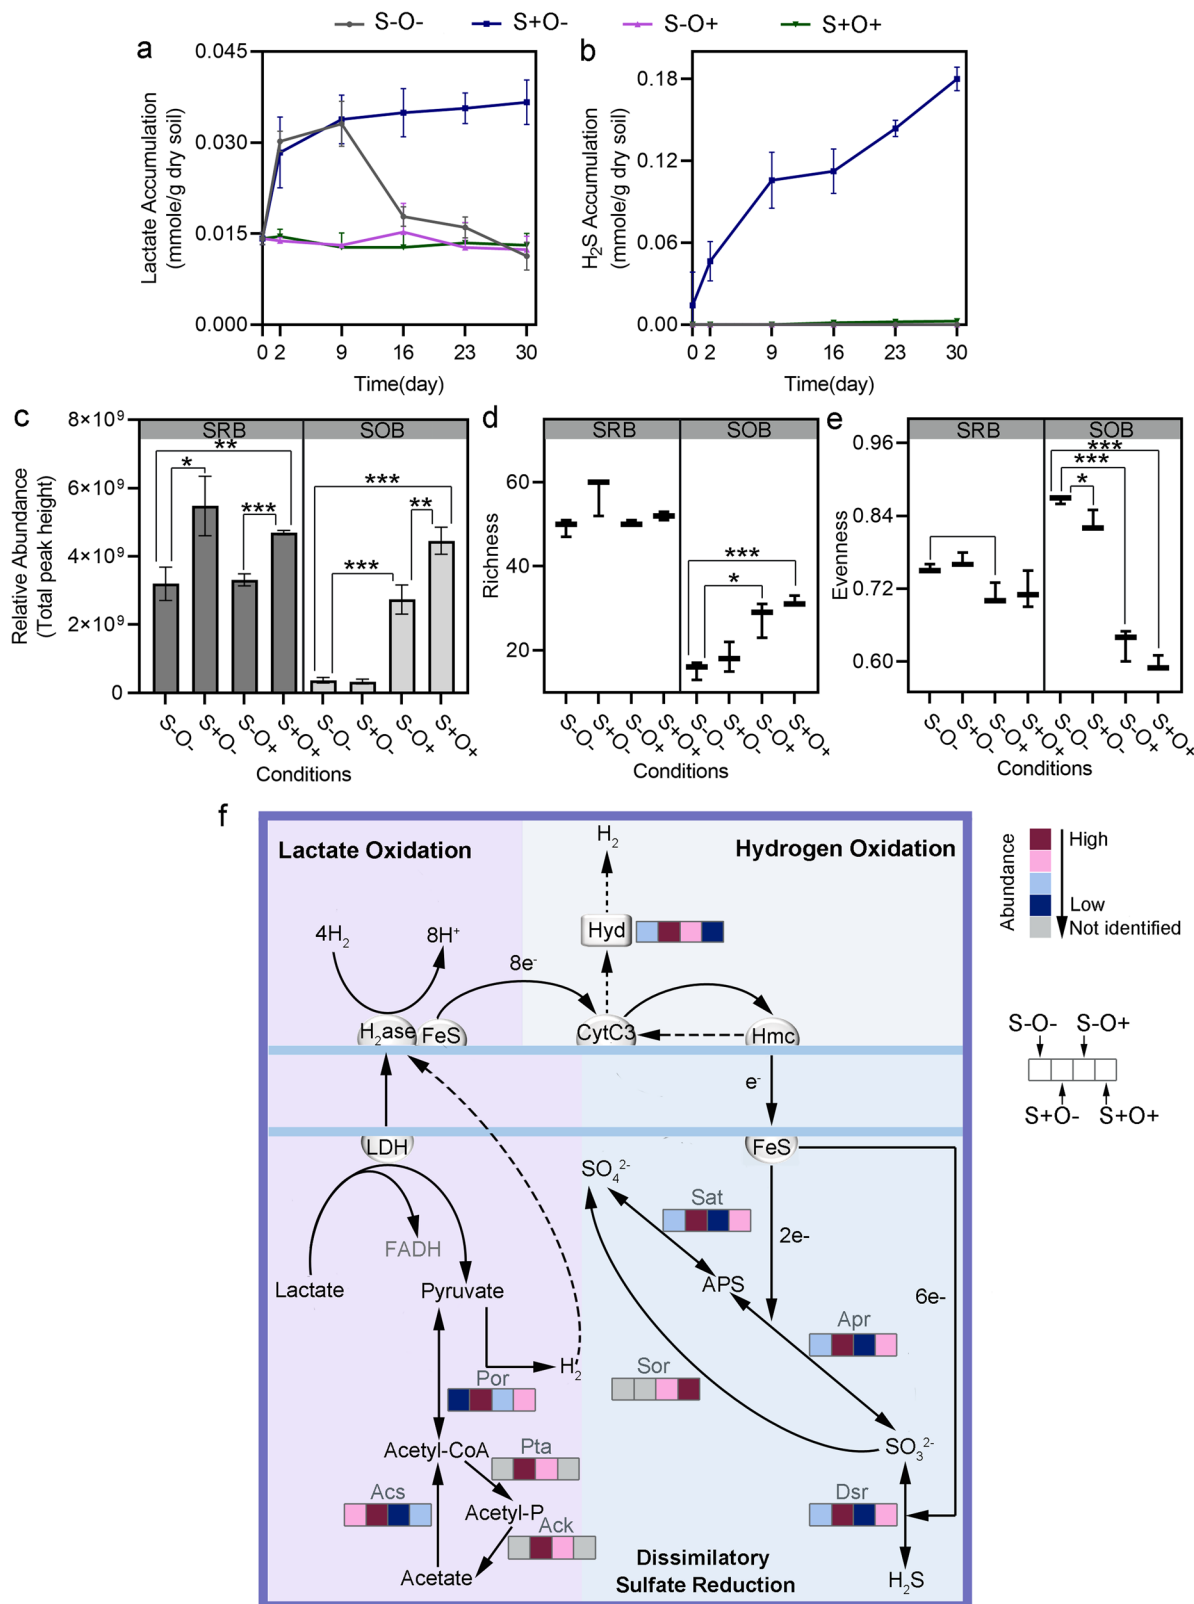 S-O- S+O- S-O+ S+O+
a
Lactate Accumulation
(mmole/g dry soil)
0.045
0.030
0.015
0.000
0 2 9 16 23 30
Time(day)
b
H₂S Accumulation
(mmole/g dry soil)
0.18
0.12
0.06
0.00
0 2 9 16 23 30
Time(day)
c
Relative Abundance
(Total peak height)
8×10⁹
6×10⁹
4×10⁹
2×10⁹
0
SRB SOB
**
*
***
***
**
***
S-O- S+O- S-O+ S+O+ S-O- S+O- S-O+ S+O+
Conditions
d
Richness
60
40
20
SRB SOB
***
*
S-O- S+O- S-O+ S+O+ S-O- S+O- S-O+ S+O+
Conditions
e
Evenness
0.96
0.84
0.72
0.60
SRB SOB
***
***
*
S-O- S+O- S-O+ S+O+ S-O- S+O- S-O+ S+O+
Conditions
f
Lactate Oxidation
Hydrogen Oxidation
H₂
Hyd
4H₂ 8H⁺
8e⁻
H₂ase FeS CytC3 Hmc
e⁻
LDH FeS
SO₄²⁻
Sat
FADH
2e-
Lactate Pyruvate APS
6e-
Apr
H₂
Por
Sor
Acetyl-CoA
SO₃²⁻
Pta
Acs
Dsr
Acetyl-P
Ack
Acetate
Dissimilatory
Sulfate Reduction
H₂S
Abundance
High
Low
Not identified
S-O- S-O+
S+O- S+O+